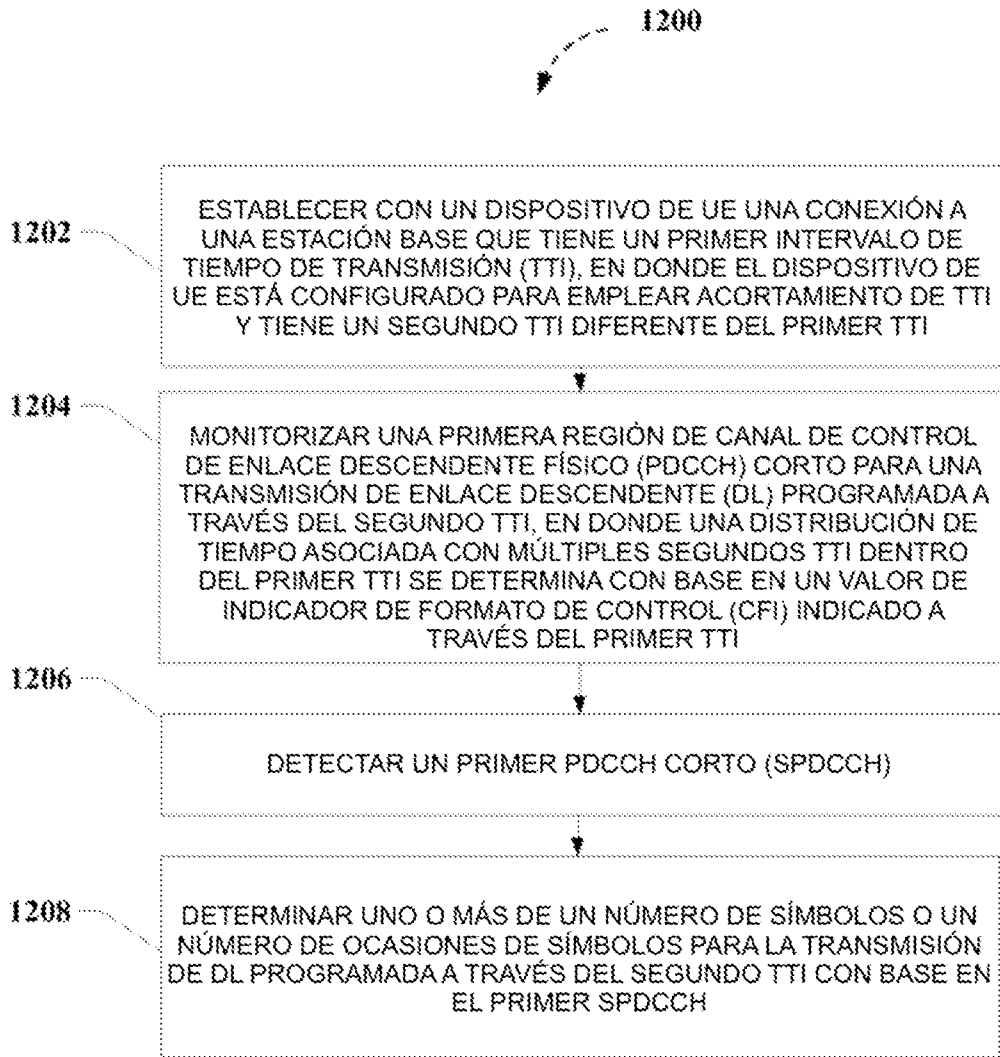 1200
1202
ESTABLECER CON UN DISPOSITIVO DE UE UNA CONEXIÓN A
UNA ESTACIÓN BASE QUE TIENE UN PRIMER INTERVALO DE
TIEMPO DE TRANSMISIÓN (TTI), EN DONDE EL DISPOSITIVO DE
UE ESTÁ CONFIGURADO PARA EMPLEAR ACORTAMIENTO DE TTI
Y TIENE UN SEGUNDO TTI DIFERENTE DEL PRIMER TTI
1204
MONITORIZAR UNA PRIMERA REGIÓN DE CANAL DE CONTROL
DE ENLACE DESCENDENTE FÍSICO (PDCCH) CORTO PARA UNA
TRANSMISIÓN DE ENLACE DESCENDENTE (DL) PROGRAMADA A
TRAVÉS DEL SEGUNDO TTI, EN DONDE UNA DISTRIBUCIÓN DE
TIEMPO ASOCIADA CON MÚLTIPLES SEGUNDOS TTI DENTRO
DEL PRIMER TTI SE DETERMINA CON BASE EN UN VALOR DE
INDICADOR DE FORMATO DE CONTROL (CFI) INDICADO A
TRAVÉS DEL PRIMER TTI
1206
DETECTAR UN PRIMER PDCCH CORTO (SPDCCH)
1208
DETERMINAR UNO O MÁS DE UN NÚMERO DE SÍMBOLOS O UN
NÚMERO DE OCASIONES DE SÍMBOLOS PARA LA TRANSMISIÓN
DE DL PROGRAMADA A TRAVÉS DEL SEGUNDO TTI CON BASE EN
EL PRIMER SPDCCH